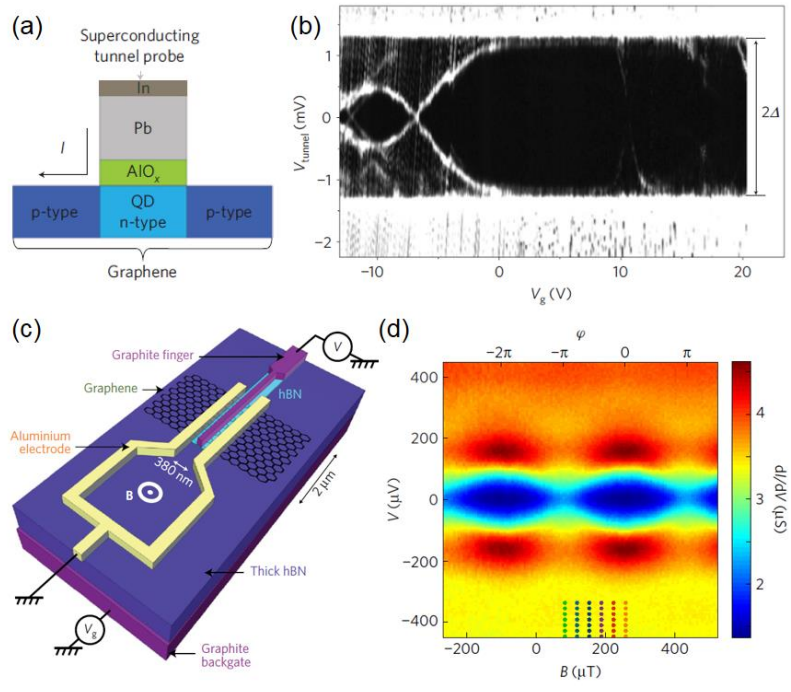 (a)
Superconducting
tunnel probe
In
Pb
I
AlOx
p-type
QD
n-type
p-type
Graphene
(b)
Vtunnel (mV)
1
0
−1
−2
2Δ
−10
0
10
20
Vg (V)
(c)
Graphite finger
V
Graphene
hBN
Aluminium
electrode
380 nm
2 μm
B
Thick hBN
Vg
Graphite
backgate
(d)
φ
−2π
−π
0
π
400
200
0
−200
−400
V (μV)
−200
0
200
400
B (μT)
4
3
2
dI/dV (μS)